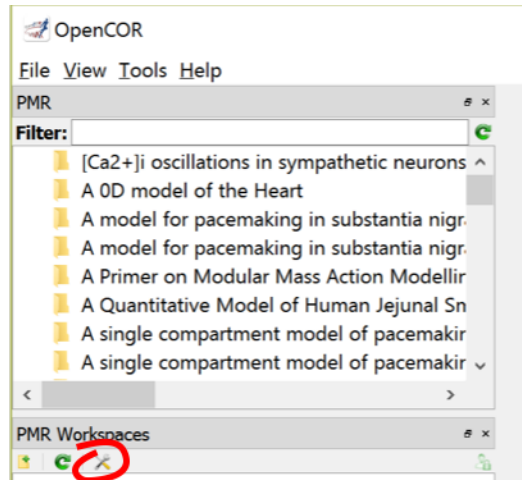 OpenCOR
File View Tools Help
PMR
Filter:
[Ca2+]i oscillations in sympathetic neurons
A 0D model of the Heart
A model for pacemaking in substantia nigr
A model for pacemaking in substantia nigr
A Primer on Modular Mass Action Modellin
A Quantitative Model of Human Jejunal Sn
A single compartment model of pacemakin
A single compartment model of pacemakin
PMR Workspaces